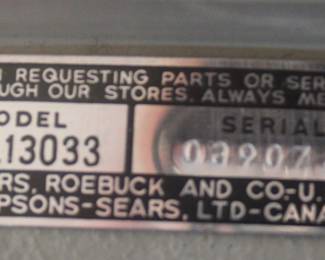 REQUESTING PARTS OR SER
UGH OUR STORES. ALWAYS ME
ODEL
SERIAL
13033
03207
RS, ROEBUCK AND CO.-U.
PSONS-SEARS, LTD-CANA